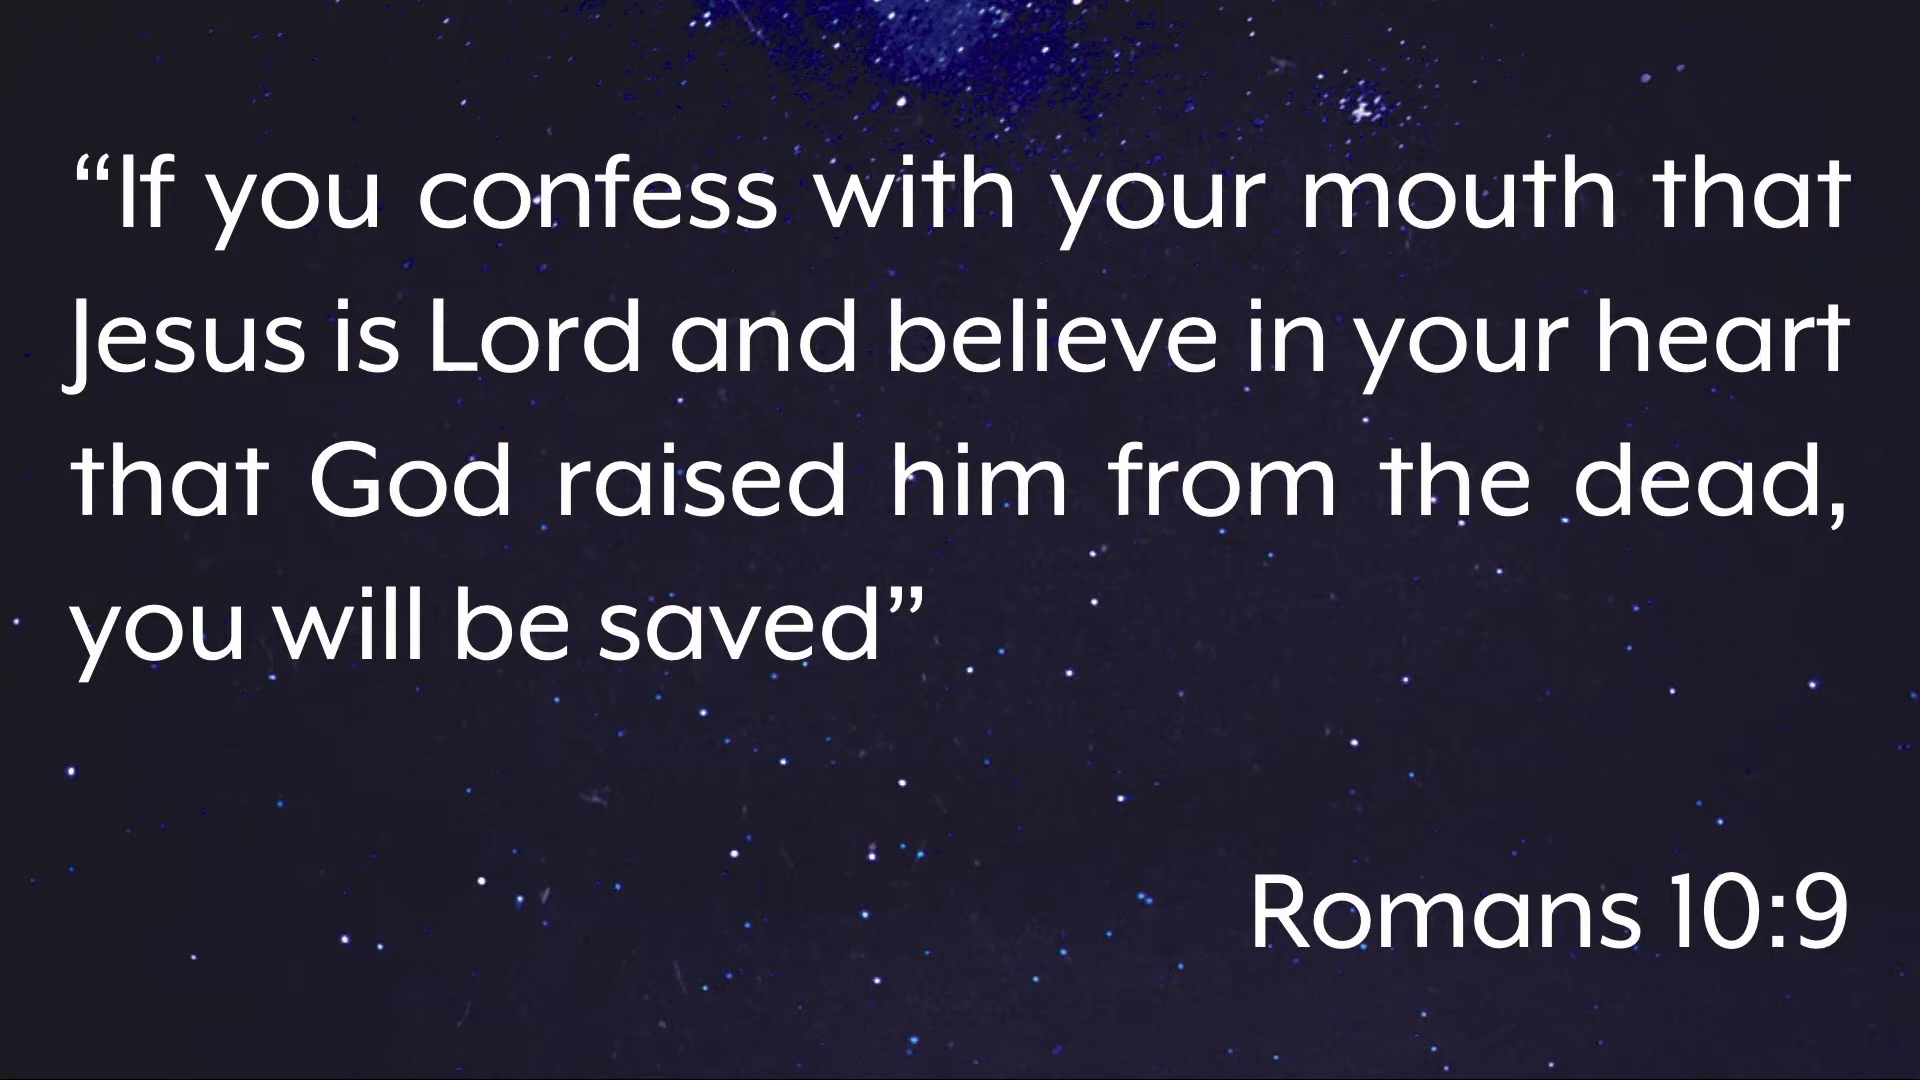 “If you confess with your mouth that
Jesus is Lord and believe in your heart
that God raised him from the dead,
you will be saved”
Romans 10:9